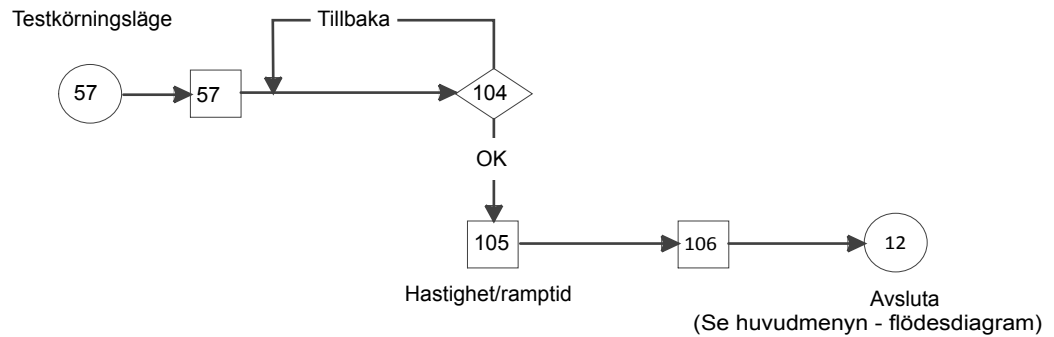 Testkörningsläge
Tillbaka
57
57
104
OK
105
106
12
Hastighet/ramptid
Avsluta
(Se huvudmenyn - flödesdiagram)